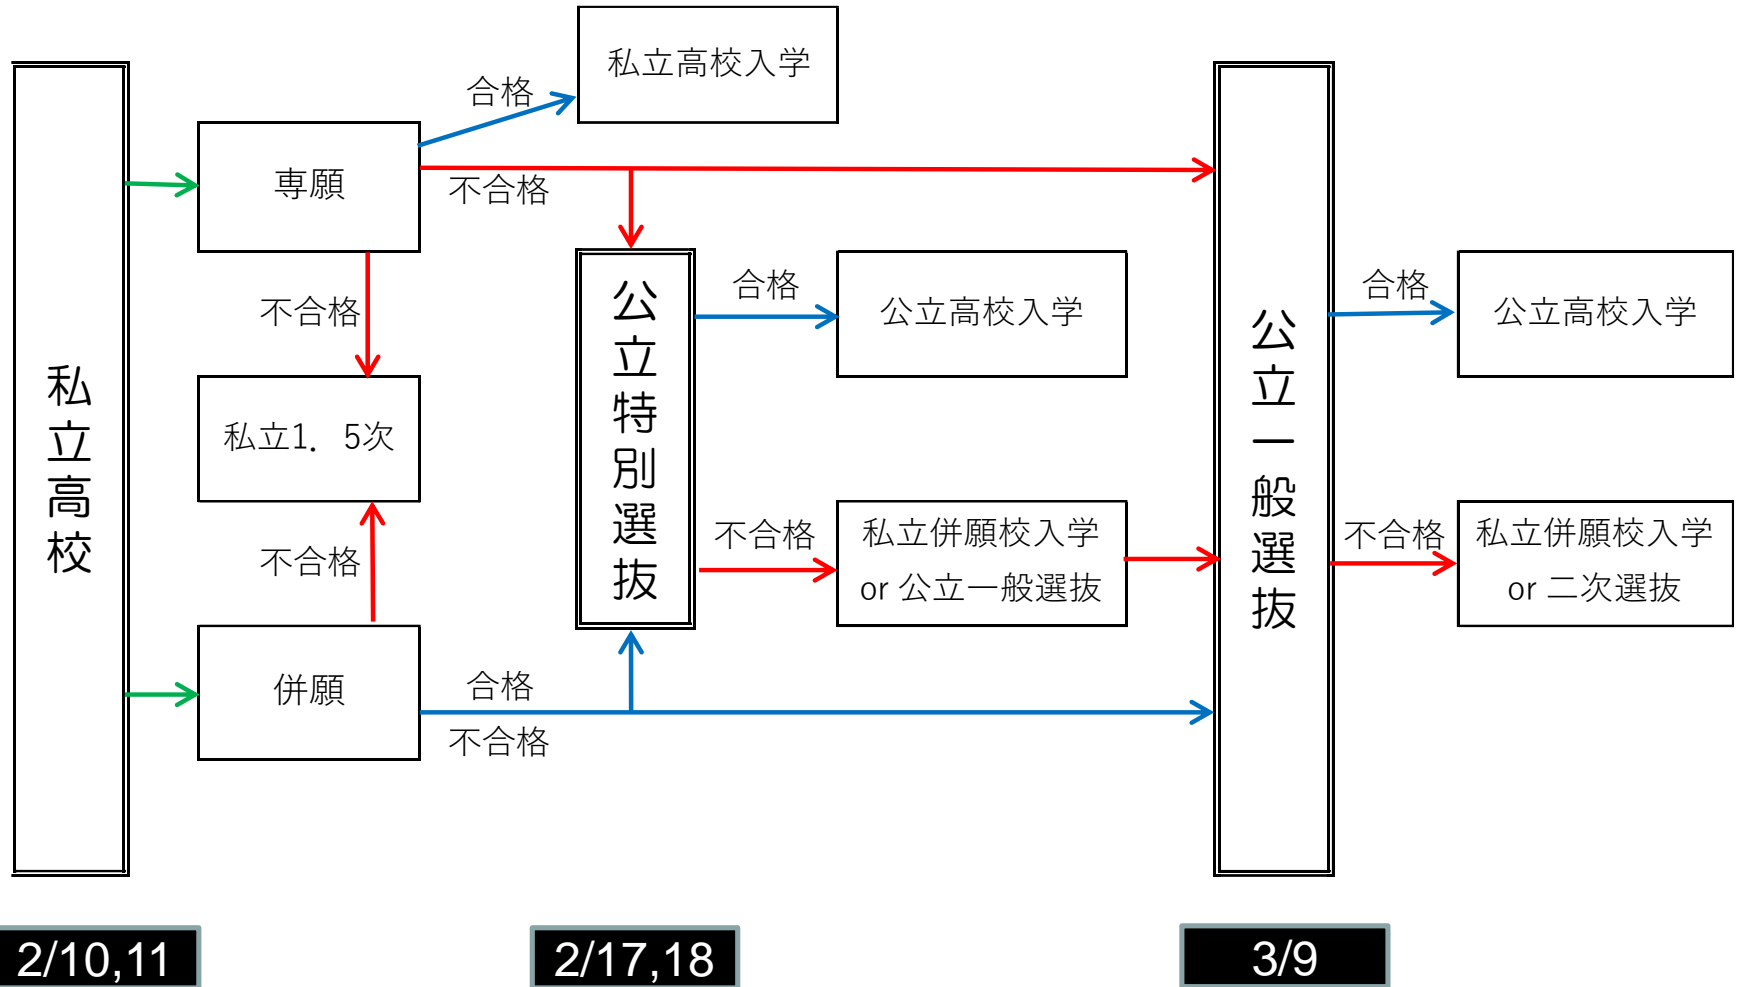 私立高校
専願
併願
合格
不合格
私立高校入学
不合格
私立1．5次
不合格
合格
不合格
公立特別選抜
合格
公立高校入学
不合格
私立併願校入学
or 公立一般選抜
公立一般選抜
合格
公立高校入学
不合格
私立併願校入学
or 二次選抜
2/10,11
2/17,18
3/9